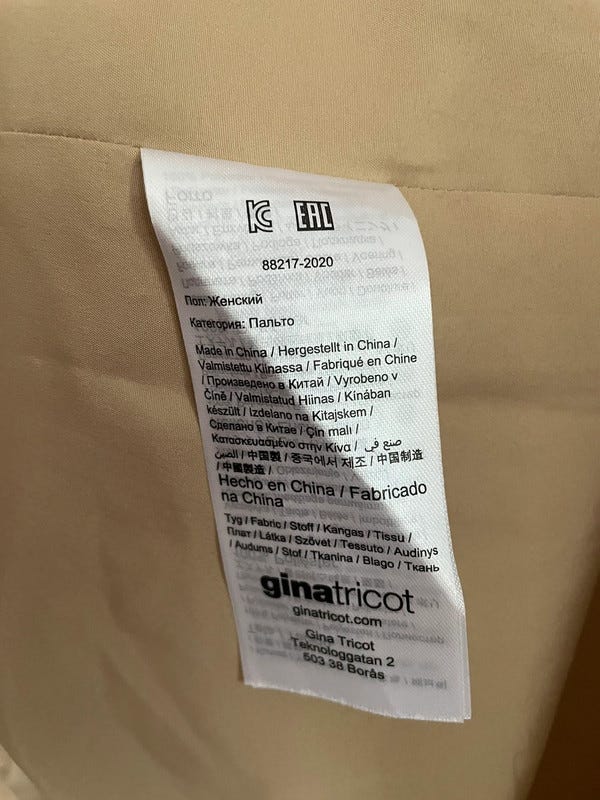 KC EAC
88217-2020
Пол: Женский
Категория: Пальто
Made in China / Hergestellt in China /
Valmistettu Kiinassa / Fabriqué en Chine
/ Произведено в Китай / Vyrobeno v
Číně / Valmistatud Hiinas / Kínában
készült / Izdelano na Kitajskem /
Сделано в Китае / Çin malı /
Κατασκευασμένο στην Κίνα / صنع في
الصين / 中国製 / 중국에서 제조 / 中国制造
/ 中國製造 /
Hecho en China / Fabricado
na China
Tyg / Fabric / Stoff / Kangas / Tissu /
Плат / Látka / Szövet / Tessuto / Audinys
/ Audums / Stof / Tkanina / Blago / Ткань
ginatricot
ginatricot.com
Gina Tricot
Teknologgatan 2
503 38 Borås